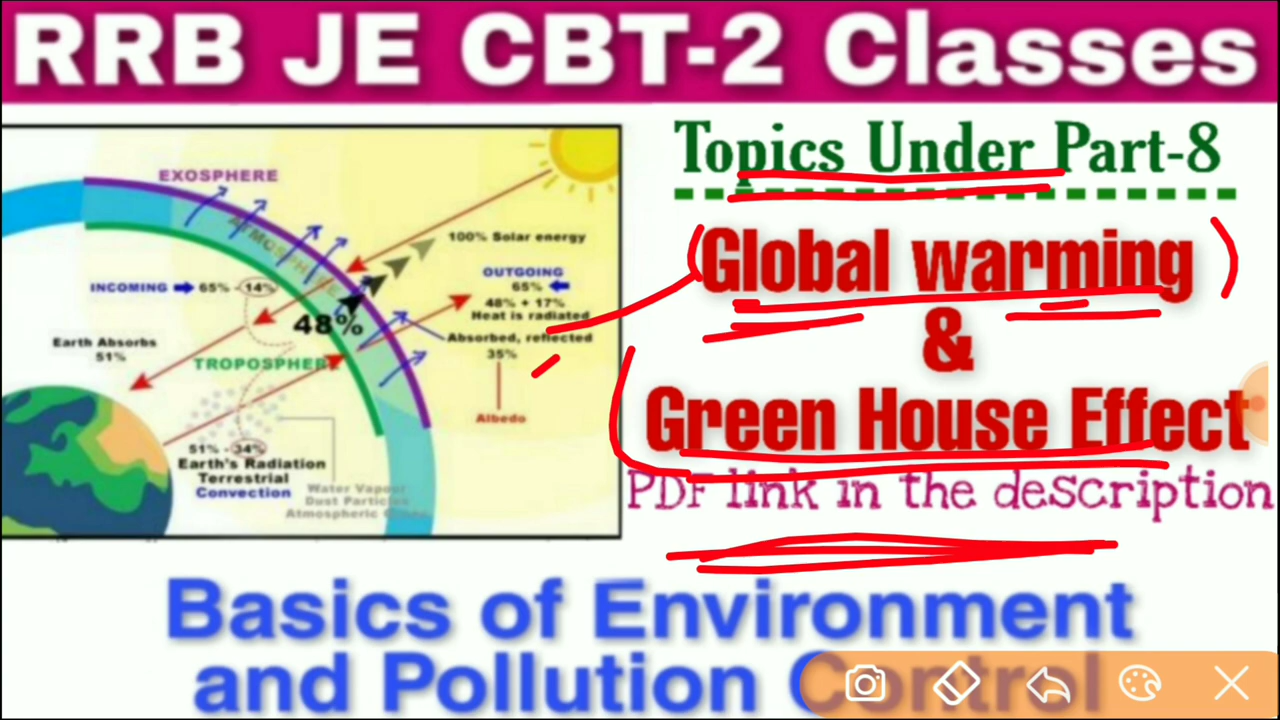 RRB JE CBT-2 Classes
EXOSPHERE
ATMOSPHERE
100% Solar energy
INCOMING 65% - 14%
OUTGOING
65%
48% + 17%
Heat is radiated
48%
Earth Absorbs
51%
Absorbed, reflected
35%
TROPOSPHERE
Albedo
51% - 34%
Earth's Radiation
Terrestrial
Convection
Water Vapour
Dust Particles
Atmospheric
Topics Under Part-8
Global warming
&
Green House Effect
PDF link in the description
Basics of Environment
and Pollution Control